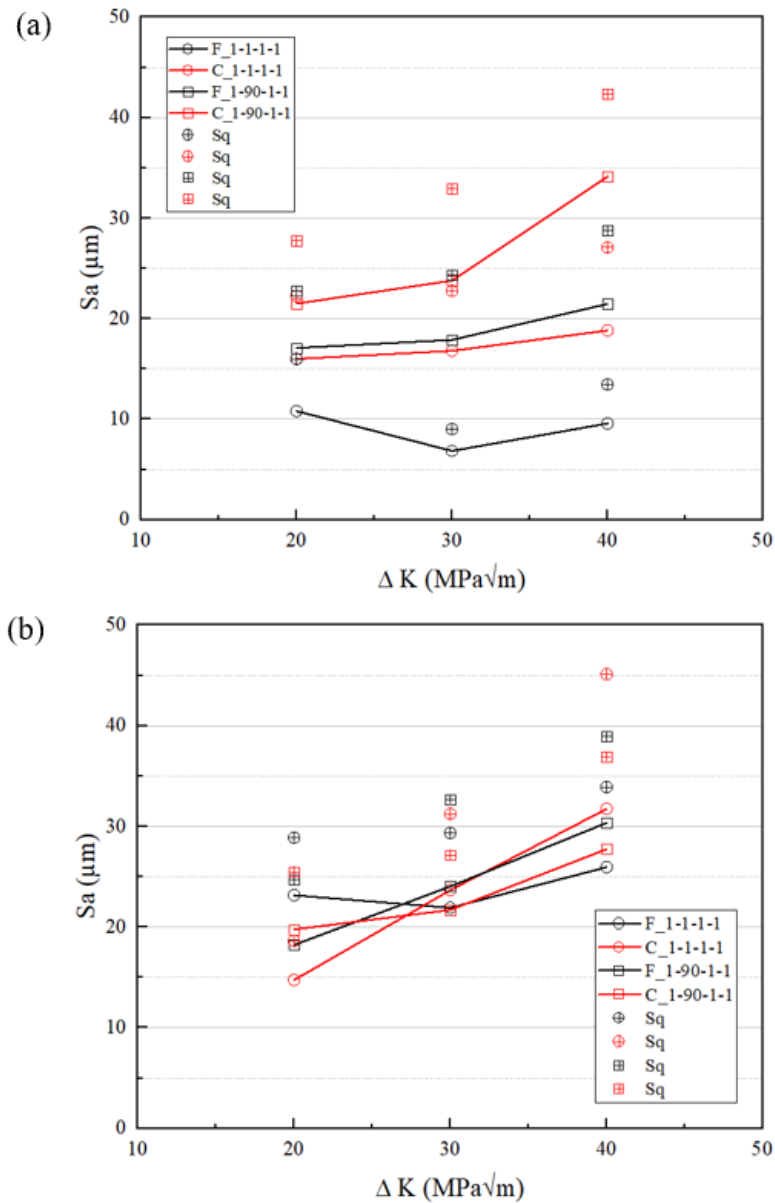 (a)
50
40
30
20
10
0
Sa (µm)
F_1-1-1-1
C_1-1-1-1
F_1-90-1-1
C_1-90-1-1
Sq
Sq
Sq
Sq
10
20
30
40
50
Δ K (MPa√m)
(b)
50
40
30
20
10
0
Sa (µm)
F_1-1-1-1
C_1-1-1-1
F_1-90-1-1
C_1-90-1-1
Sq
Sq
Sq
Sq
10
20
30
40
50
Δ K (MPa√m)